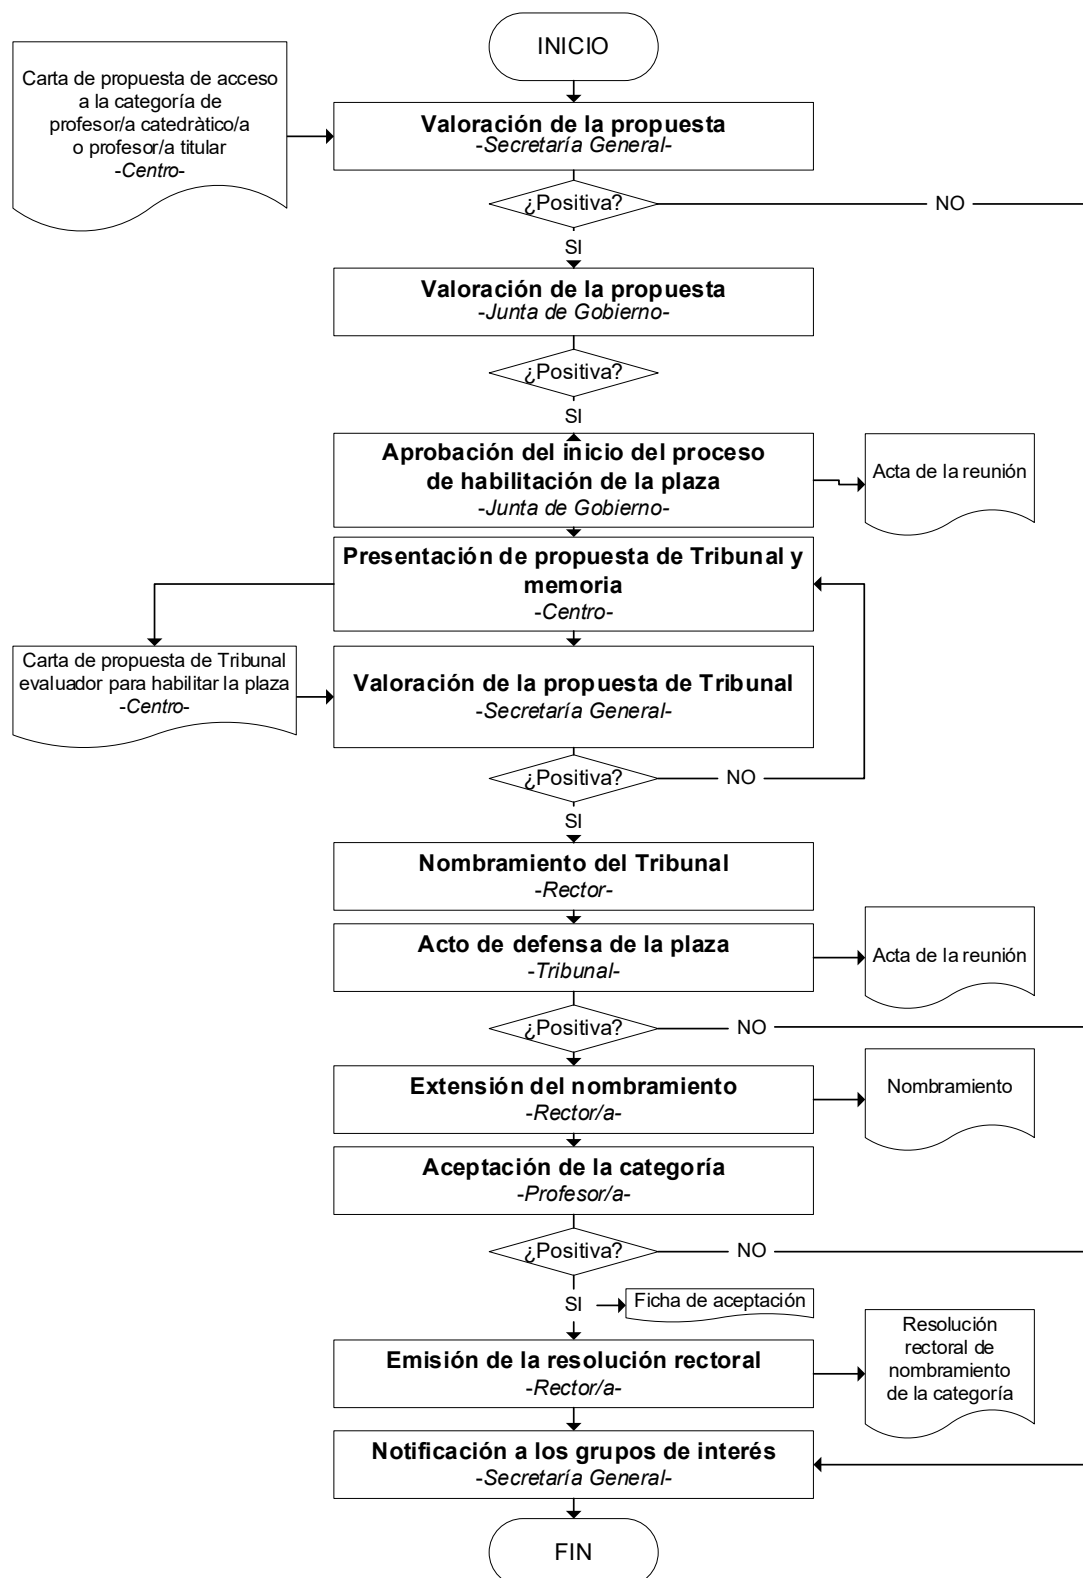 INICIO
Carta de propuesta de acceso
a la categoría de
profesor/a catedràtico/a
o profesor/a titular
-Centro-
Valoración de la propuesta
-Secretaría General-
¿Positiva?
NO
SI
Valoración de la propuesta
-Junta de Gobierno-
¿Positiva?
SI
Aprobación del inicio del proceso
de habilitación de la plaza
-Junta de Gobierno-
Acta de la reunión
Presentación de propuesta de Tribunal y
memoria
-Centro-
Carta de propuesta de Tribunal
evaluador para habilitar la plaza
-Centro-
Valoración de la propuesta de Tribunal
-Secretaría General-
¿Positiva?
NO
SI
Nombramiento del Tribunal
-Rector-
Acto de defensa de la plaza
-Tribunal-
Acta de la reunión
¿Positiva?
NO
Extensión del nombramiento
-Rector/a-
Nombramiento
Aceptación de la categoría
-Profesor/a-
¿Positiva?
NO
SI
Ficha de aceptación
Emisión de la resolución rectoral
-Rector/a-
Resolución
rectoral de
nombramiento
de la categoría
Notificación a los grupos de interés
-Secretaría General-
FIN